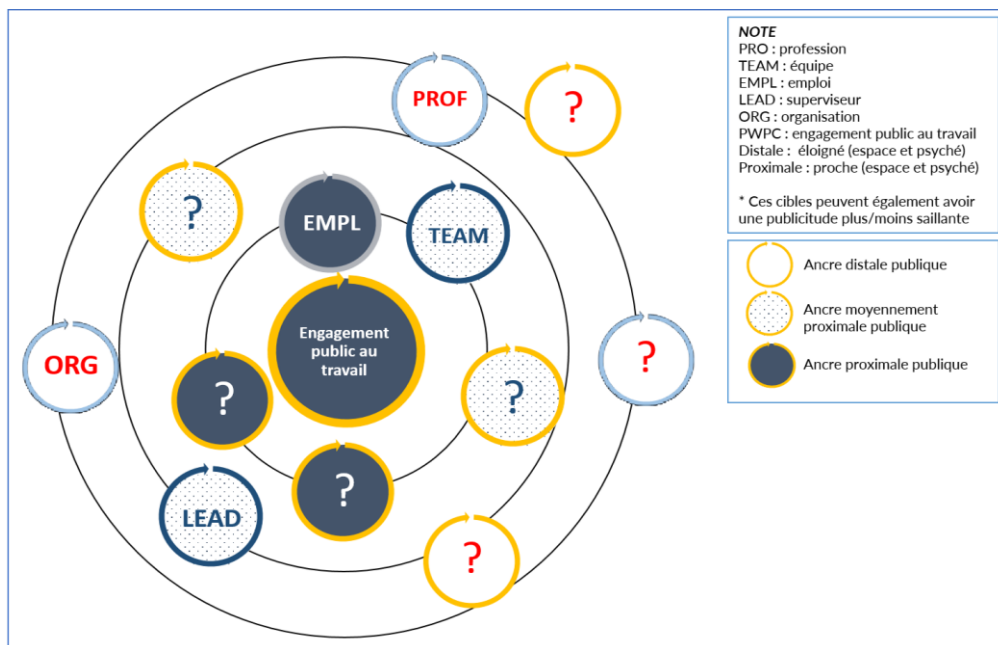 PROF
?
?
EMPL
TEAM
Engagement
public au
travail
ORG
?
?
?
?
LEAD
?
NOTE
PRO : profession
TEAM : équipe
EMPL : emploi
LEAD : superviseur
ORG : organisation
PWPC : engagement public au travail
Distale : éloigné (espace et psyché)
Proximale : proche (espace et psyché)
* Ces cibles peuvent également avoir
une publicitude plus/moins saillante
Ancre distale publique
Ancre moyennement
proximale publique
Ancre proximale publique